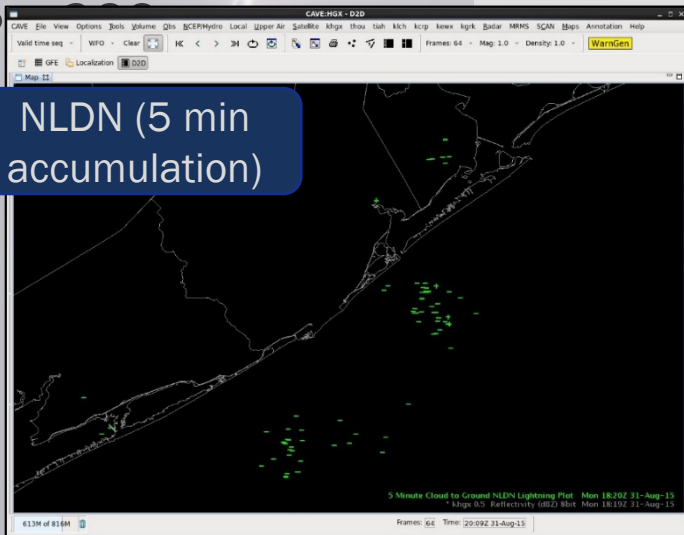 CAVE:HGX - D2D
CAVE File View Options Tools Volume Obs NCEP/Hydro Local Upper Air Satellite khgx thou tiah klch kcrp kewx kgrk Radar MRMS SCAN Maps Annotation Help
Valid time seq WFO Clear Frames: 64 Mag: 1.0 Density: 1.0 WarnGen
GFE Localization D2D
Map
NLDN (5 min
accumulation)
5 Minute Cloud to Ground NLDN Lightning Plot Mon 18:20Z 31-Aug-15
* khgx 0.5 Reflectivity (dBZ) 8bit Mon 18:19Z 31-Aug-15
613M of 816M Frames: 64 Time: 20:09Z 31-Aug-15